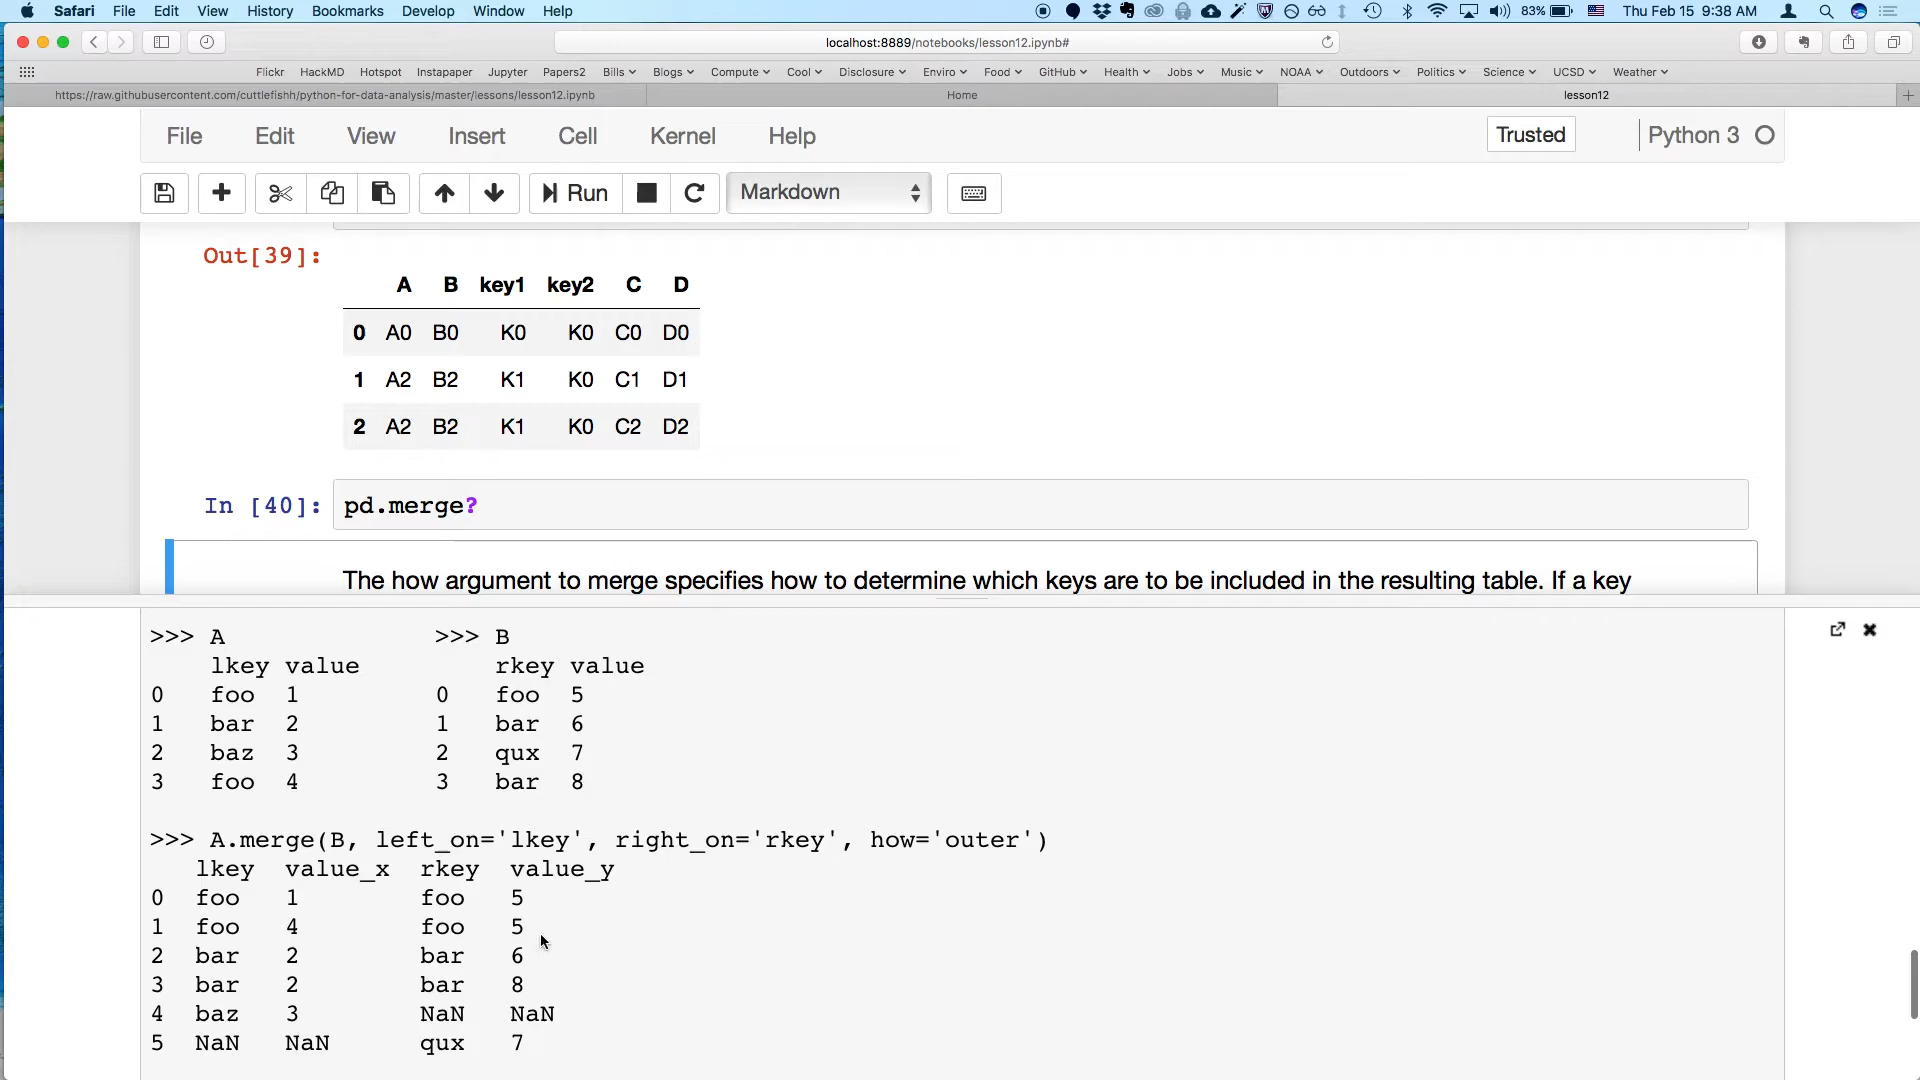 Safari File Edit View History Bookmarks Develop Window Help 83% Thu Feb 15 9:38 AM
localhost:8889/notebooks/lesson12.ipynb#
Flickr HackMD Hotspot Instapaper Jupyter Papers2 Bills Blogs Compute Cool Disclosure Enviro Food GitHub Health Jobs Music NOAA Outdoors Politics Science UCSD Weather
https://raw.githubusercontent.com/cuttlefishh/python-for-data-analysis/master/lessons/lesson12.ipynb Home lesson12
File Edit View Insert Cell Kernel Help Trusted Python 3
Run Markdown
Out[39]:
A B key1 key2 C D
0 A0 B0 K0 K0 C0 D0
1 A2 B2 K1 K0 C1 D1
2 A2 B2 K1 K0 C2 D2
In [40]: pd.merge?
The how argument to merge specifies how to determine which keys are to be included in the resulting table. If a key
>>> A >>> B
lkey value rkey value
0 foo 1 0 foo 5
1 bar 2 1 bar 6
2 baz 3 2 qux 7
3 foo 4 3 bar 8
>>> A.merge(B, left_on='lkey', right_on='rkey', how='outer')
lkey value_x rkey value_y
0 foo 1 foo 5
1 foo 4 foo 5
2 bar 2 bar 6
3 bar 2 bar 8
4 baz 3 NaN NaN
5 NaN NaN qux 7